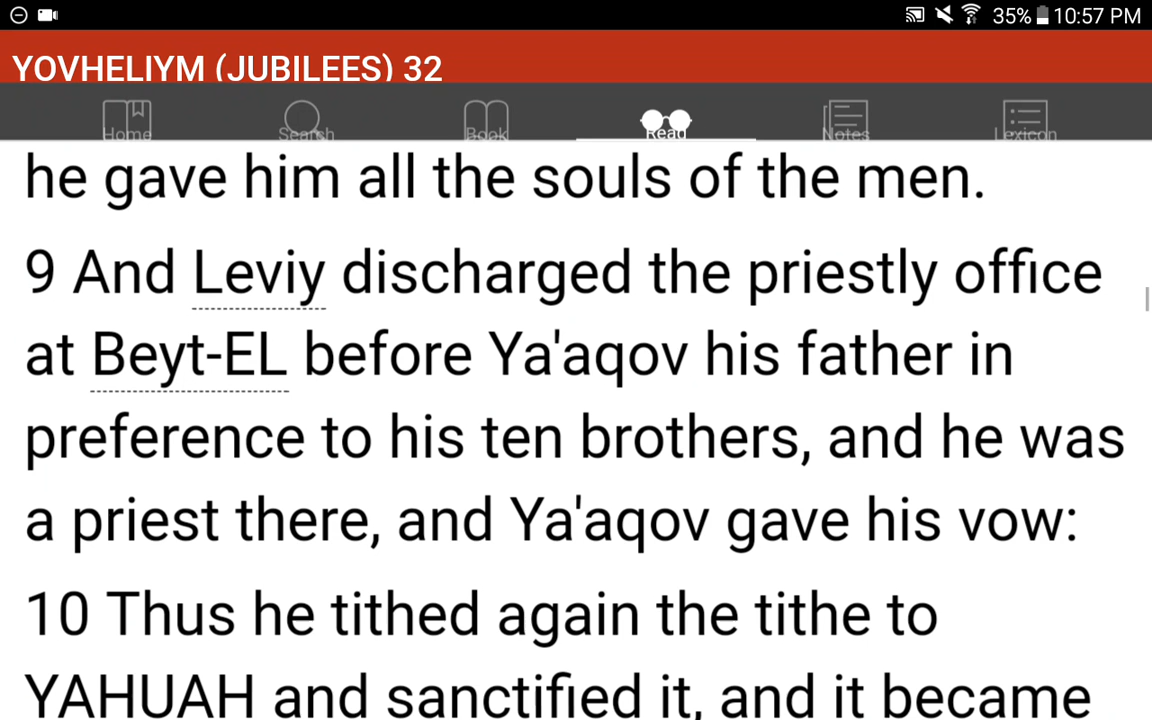 35% 10:57 PM
YOVHELIYM (JUBILEES) 32
Home Search Book Read Notes Lexicon
he gave him all the souls of the men.
9 And Leviy discharged the priestly office
at Beyt-EL before Ya'aqov his father in
preference to his ten brothers, and he was
a priest there, and Ya'aqov gave his vow:
10 Thus he tithed again the tithe to
YAHUAH and sanctified it, and it became